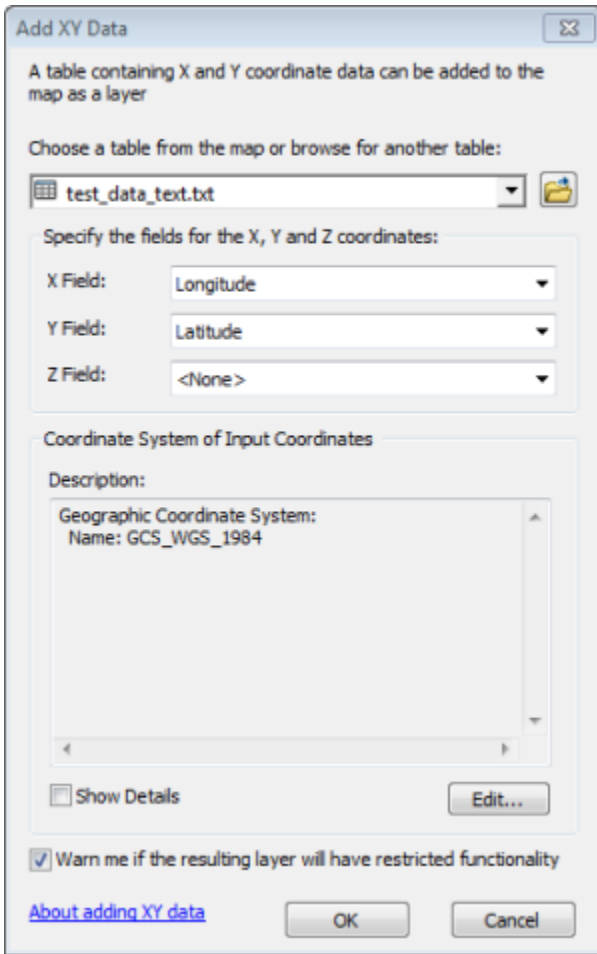 Add XY Data
A table containing X and Y coordinate data can be added to the
map as a layer
Choose a table from the map or browse for another table:
test_data_text.txt
Specify the fields for the X, Y and Z coordinates:
X Field: Longitude
Y Field: Latitude
Z Field: <None>
Coordinate System of Input Coordinates
Description:
Geographic Coordinate System:
Name: GCS_WGS_1984
Show Details Edit...
Warn me if the resulting layer will have restricted functionality
About adding XY data OK Cancel